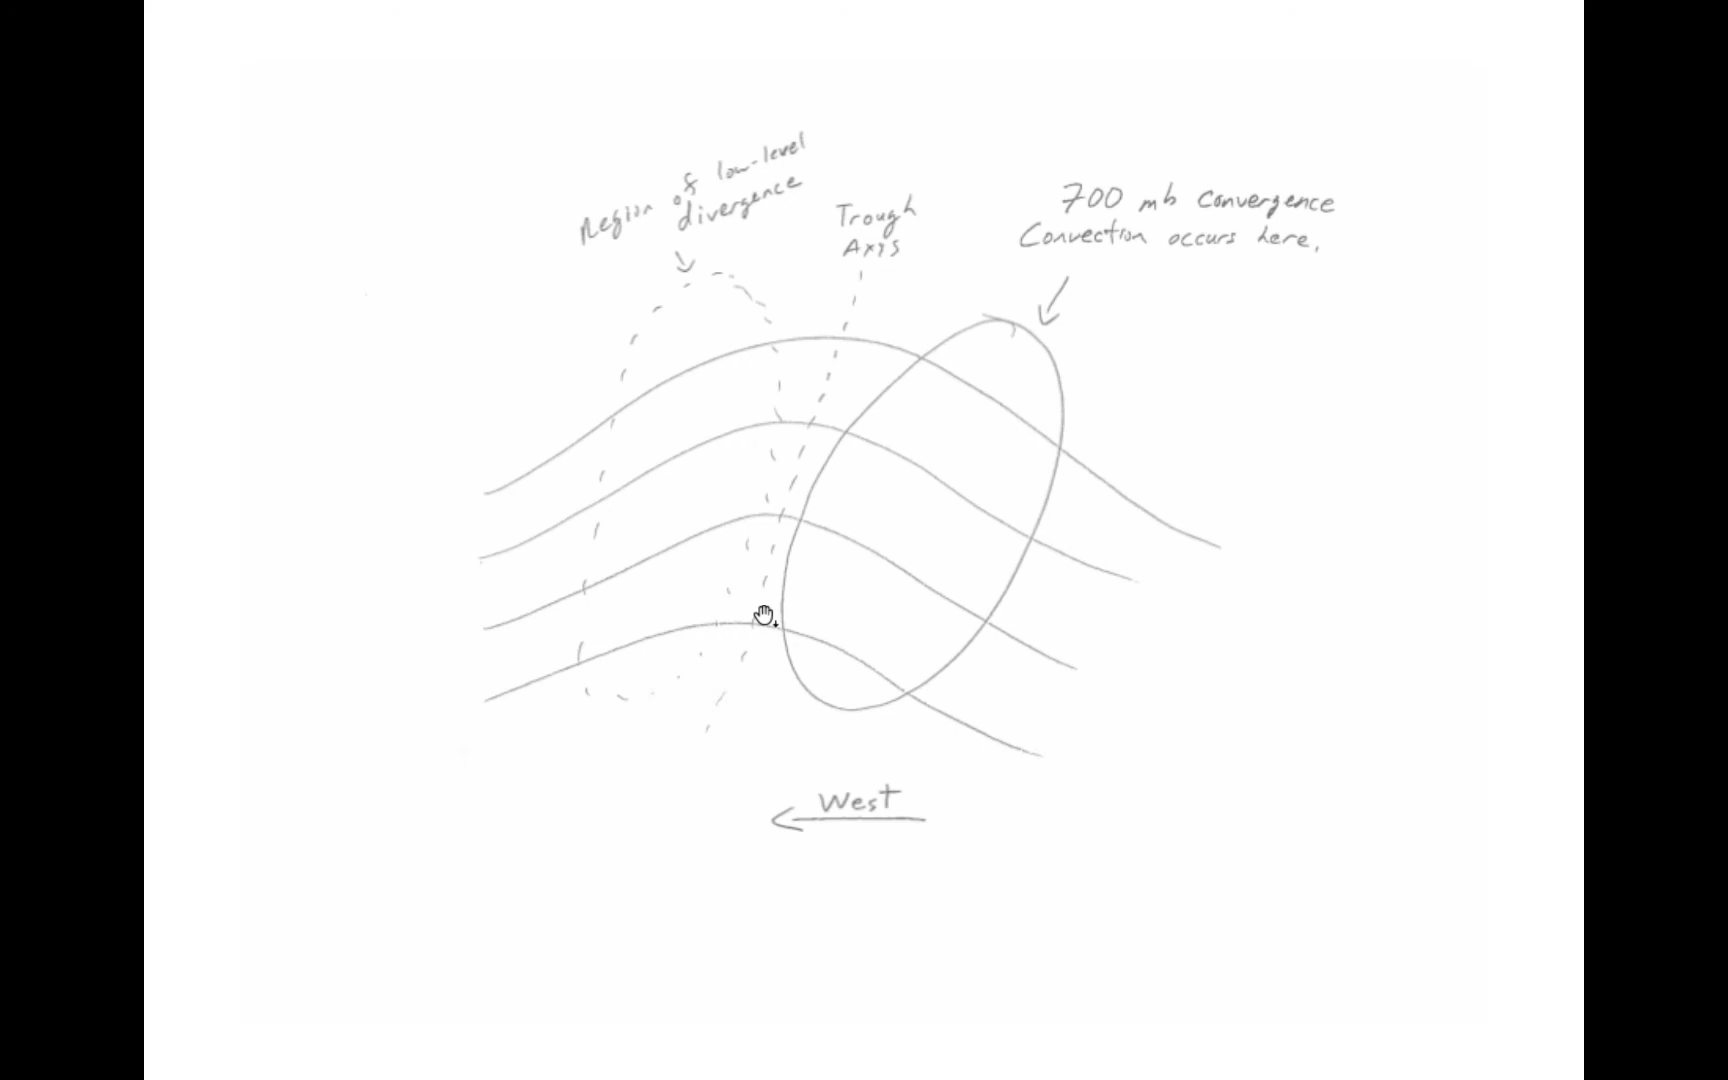 Region of low-level
divergence
Trough
Axis
700 mb Convergence
Convection occurs here.
West